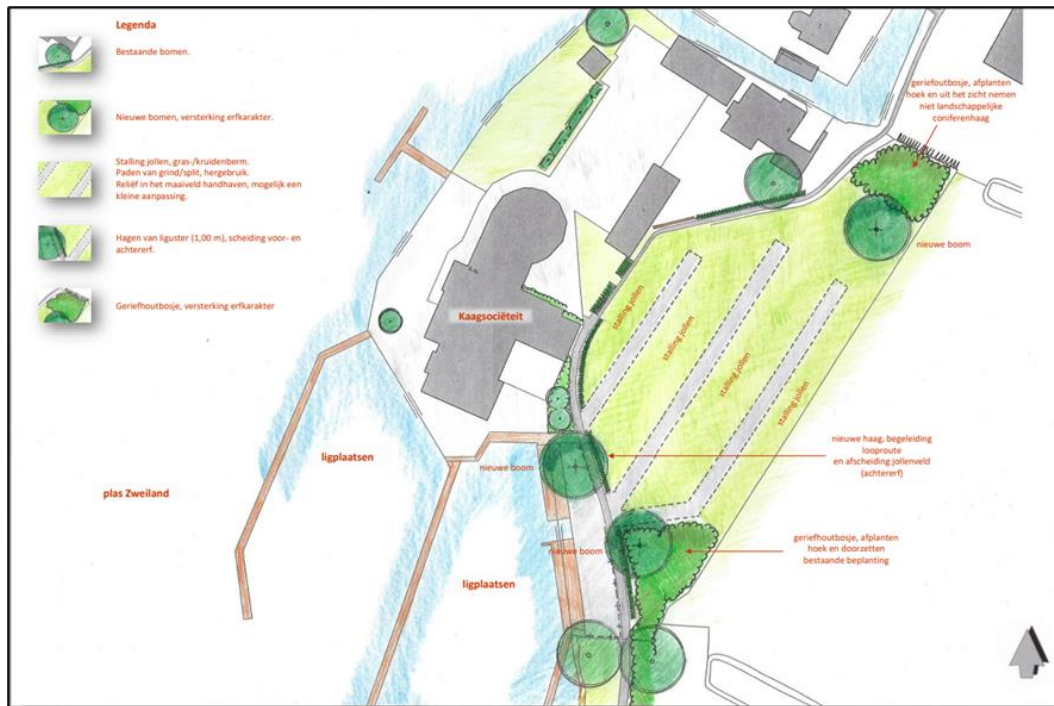 Legenda
Bestaande bomen.
Nieuwe bomen, versterking erfkarakter.
Stalling jollen, gras-/kruidenberm.
Paden van grind/split, hergebruik.
Reliëf in het maaiveld handhaven, mogelijk een
kleine aanpassing.
Hagen van liguster (1,00 m), scheiding voor- en
achtererf.
Geriefhoutbosje, versterking erfkarakter
geriefoutbosje, afplanten
hoek en uit het zicht nemen
niet landschappelijke
coniferenhaag
nieuwe boom
stalling jollen
stalling jollen
stalling jollen
stalling jollen
Kaagsociëteit
nieuwe haag, begeleiding
looproute
en afscheiding jollenveld
(achtererf)
ligplaatsen
nieuwe boom
plas Zweiland
geriefhoutbosje, afplanten
hoek en doorzetten
bestaande beplanting
nieuwe boom
ligplaatsen